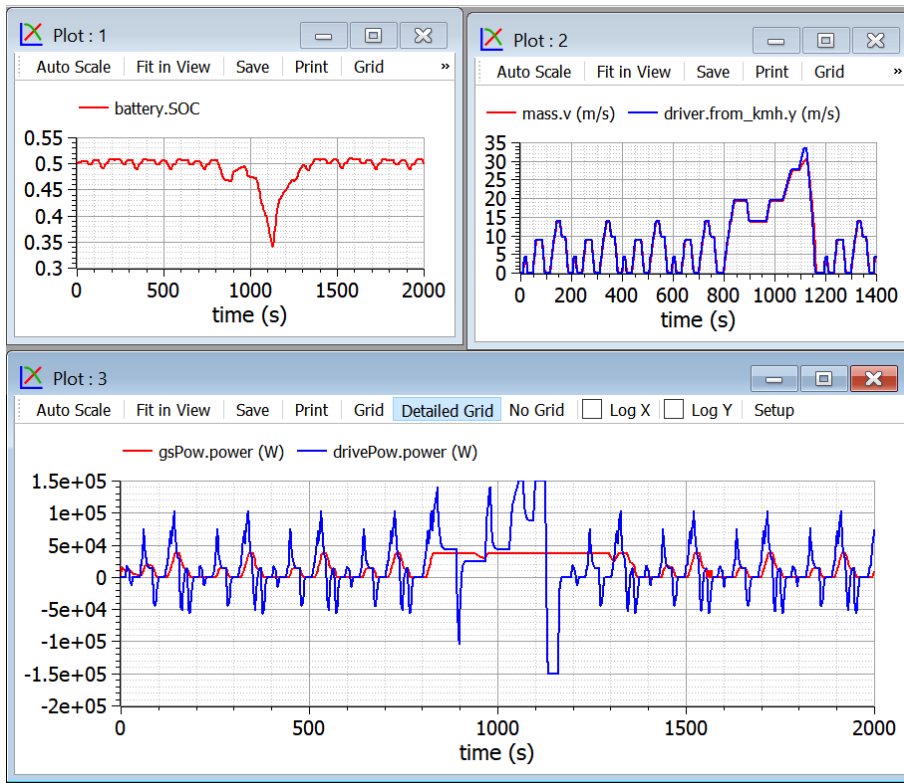 Plot : 1
Auto Scale Fit in View Save Print Grid »
battery.SOC
0.55
0.5
0.45
0.4
0.35
0.3
0 500 1000 1500 2000
time (s)
Plot : 2
Auto Scale Fit in View Save Print Grid »
mass.v (m/s) driver.from_kmh.y (m/s)
35
30
25
20
15
10
5
0
0 200 400 600 800 1000 1200 1400
time (s)
Plot : 3
Auto Scale Fit in View Save Print Grid Detailed Grid No Grid Log X Log Y Setup
gsPow.power (W) drivePow.power (W)
1.5e+05
1e+05
5e+04
0
-5e+04
-1e+05
-1.5e+05
-2e+05
0 500 1000 1500 2000
time (s)